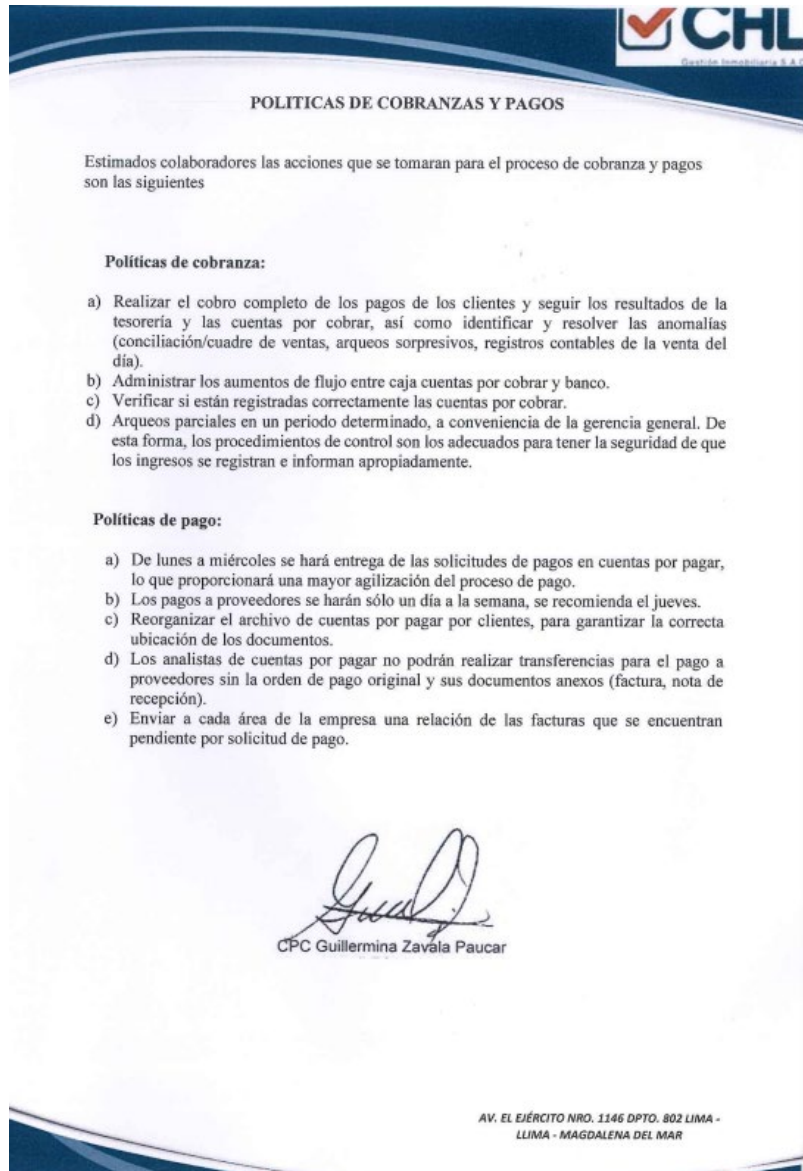 CHL
Gestión Inmobiliaria S.A.C
POLITICAS DE COBRANZAS Y PAGOS
Estimados colaboradores las acciones que se tomaran para el proceso de cobranza y pagos
son las siguientes
Políticas de cobranza:
a) Realizar el cobro completo de los pagos de los clientes y seguir los resultados de la
tesorería y las cuentas por cobrar, así como identificar y resolver las anomalías
(conciliación/cuadre de ventas, arqueos sorpresivos, registros contables de la venta del
día).
b) Administrar los aumentos de flujo entre caja cuentas por cobrar y banco.
c) Verificar si están registradas correctamente las cuentas por cobrar.
d) Arqueos parciales en un periodo determinado, a conveniencia de la gerencia general. De
esta forma, los procedimientos de control son los adecuados para tener la seguridad de que
los ingresos se registran e informan apropiadamente.
Políticas de pago:
a) De lunes a miércoles se hará entrega de las solicitudes de pagos en cuentas por pagar,
lo que proporcionará una mayor agilización del proceso de pago.
b) Los pagos a proveedores se harán sólo un día a la semana, se recomienda el jueves.
c) Reorganizar el archivo de cuentas por pagar por clientes, para garantizar la correcta
ubicación de los documentos.
d) Los analistas de cuentas por pagar no podrán realizar transferencias para el pago a
proveedores sin la orden de pago original y sus documentos anexos (factura, nota de
recepción).
e) Enviar a cada área de la empresa una relación de las facturas que se encuentran
pendiente por solicitud de pago.
CPC Guillermina Zavala Paucar
AV. EL EJÉRCITO NRO. 1146 DPTO. 802 LIMA -
LLIMA - MAGDALENA DEL MAR